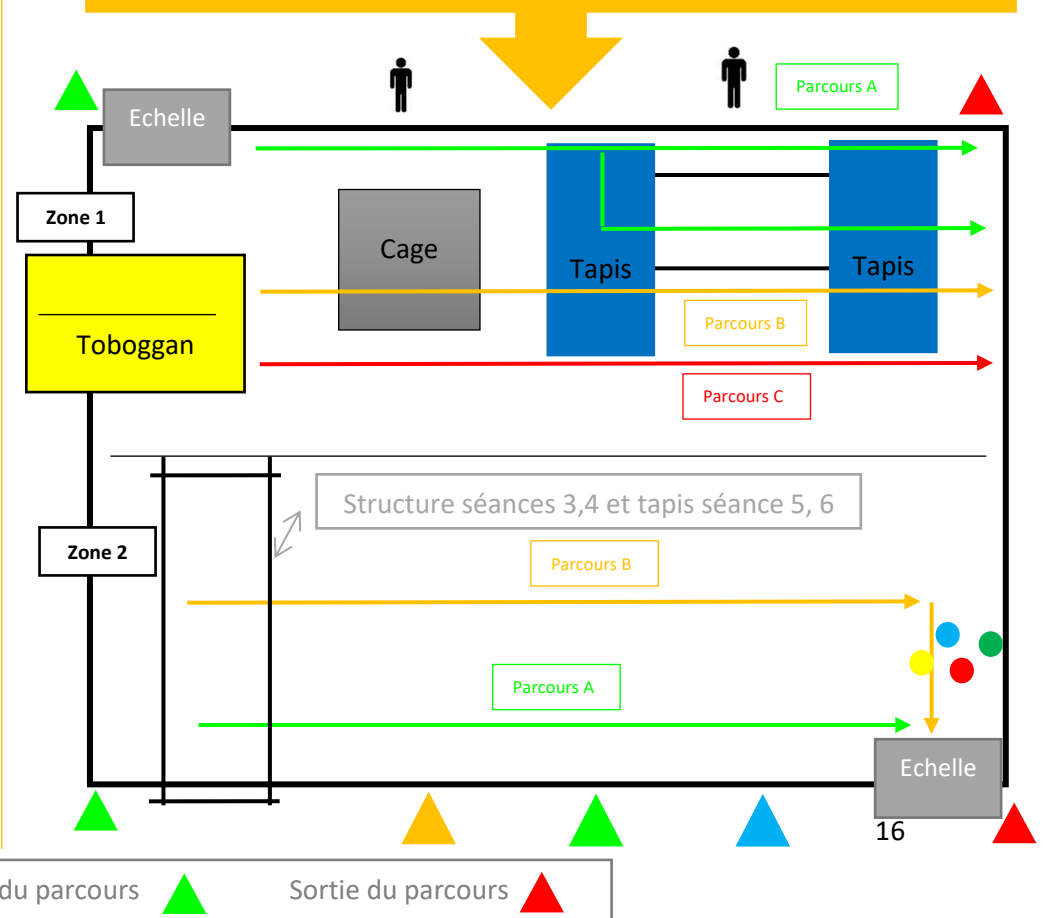 Parcours A
Echelle
Zone 1
Cage
Tapis
Tapis
Toboggan
Parcours B
Parcours C
Structure séances 3,4 et tapis séance 5, 6
Zone 2
Parcours B
Parcours A
Echelle
16
du parcours
Sortie du parcours